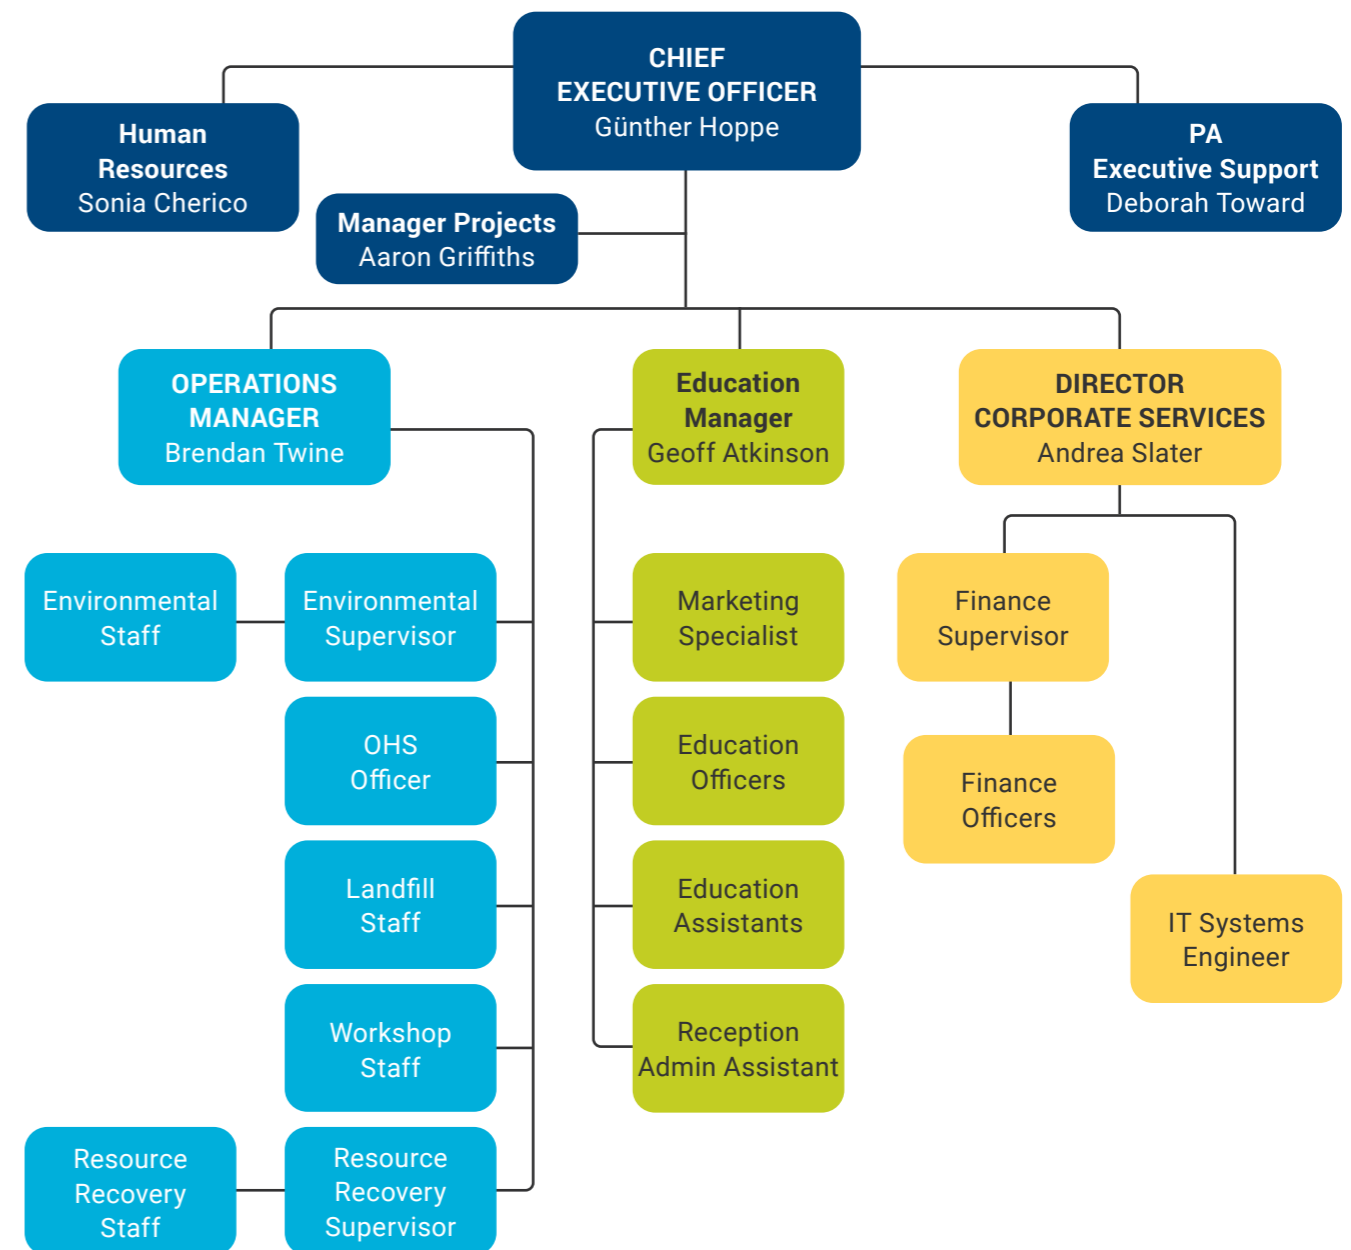 CHIEF
EXECUTIVE OFFICER
Günther Hoppe
Human
Resources
Sonia Cherico
PA
Executive Support
Deborah Toward
Manager Projects
Aaron Griffiths
OPERATIONS
MANAGER
Brendan Twine
Education
Manager
Geoff Atkinson
DIRECTOR
CORPORATE SERVICES
Andrea Slater
Environmental
Staff
Environmental
Supervisor
OHS
Officer
Landfill
Staff
Workshop
Staff
Resource
Recovery
Staff
Resource
Recovery
Supervisor
Marketing
Specialist
Education
Officers
Education
Assistants
Reception
Admin Assistant
Finance
Supervisor
Finance
Officers
IT Systems
Engineer